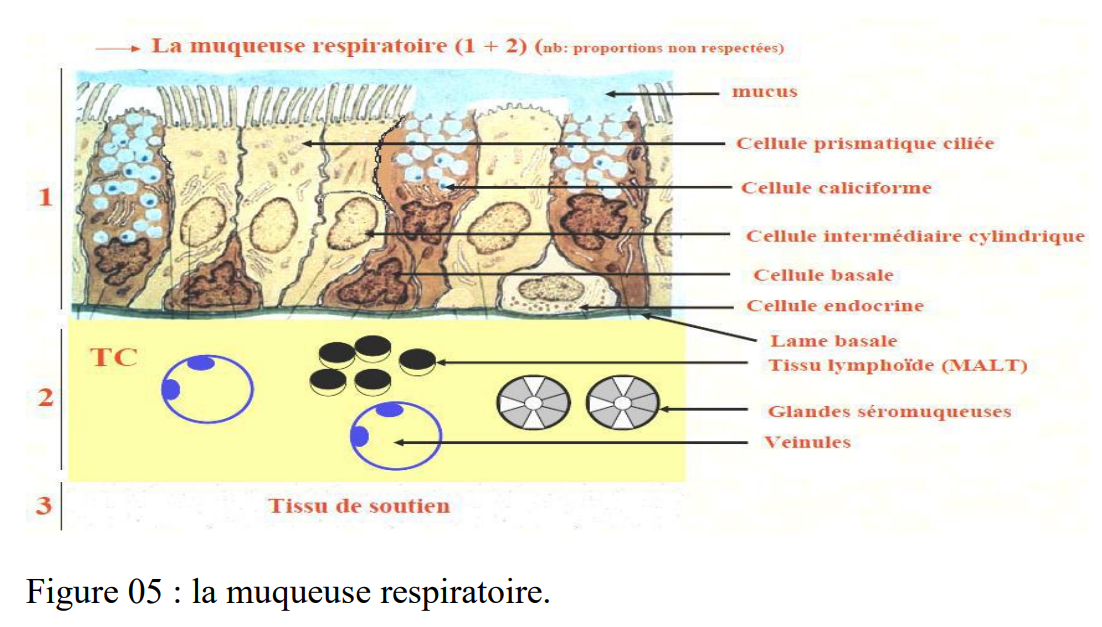 La muqueuse respiratoire (1 + 2) (nb: proportions non respectées)
mucus
Cellule prismatique ciliée
1
Cellule caliciforme
Cellule intermédiaire cylindrique
Cellule basale
Cellule endocrine
Lame basale
TC
Tissu lymphoïde (MALT)
2
Glandes séromuqueuses
Veinules
3
Tissu de soutien
Figure 05 : la muqueuse respiratoire.